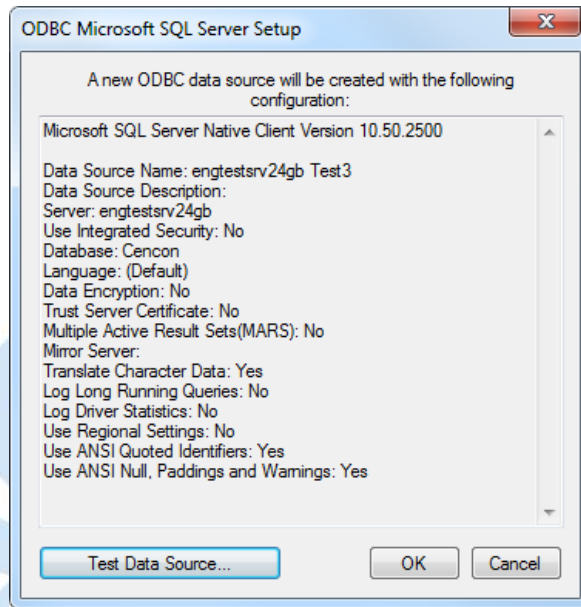 ODBC Microsoft SQL Server Setup
A new ODBC data source will be created with the following
configuration:
Microsoft SQL Server Native Client Version 10.50.2500
Data Source Name: engtestsrv24gb Test3
Data Source Description:
Server: engtestsrv24gb
Use Integrated Security: No
Database: Cencon
Language: (Default)
Data Encryption: No
Trust Server Certificate: No
Multiple Active Result Sets(MARS): No
Mirror Server:
Translate Character Data: Yes
Log Long Running Queries: No
Log Driver Statistics: No
Use Regional Settings: No
Use ANSI Quoted Identifiers: Yes
Use ANSI Null, Paddings and Warnings: Yes
Test Data Source...
OK
Cancel